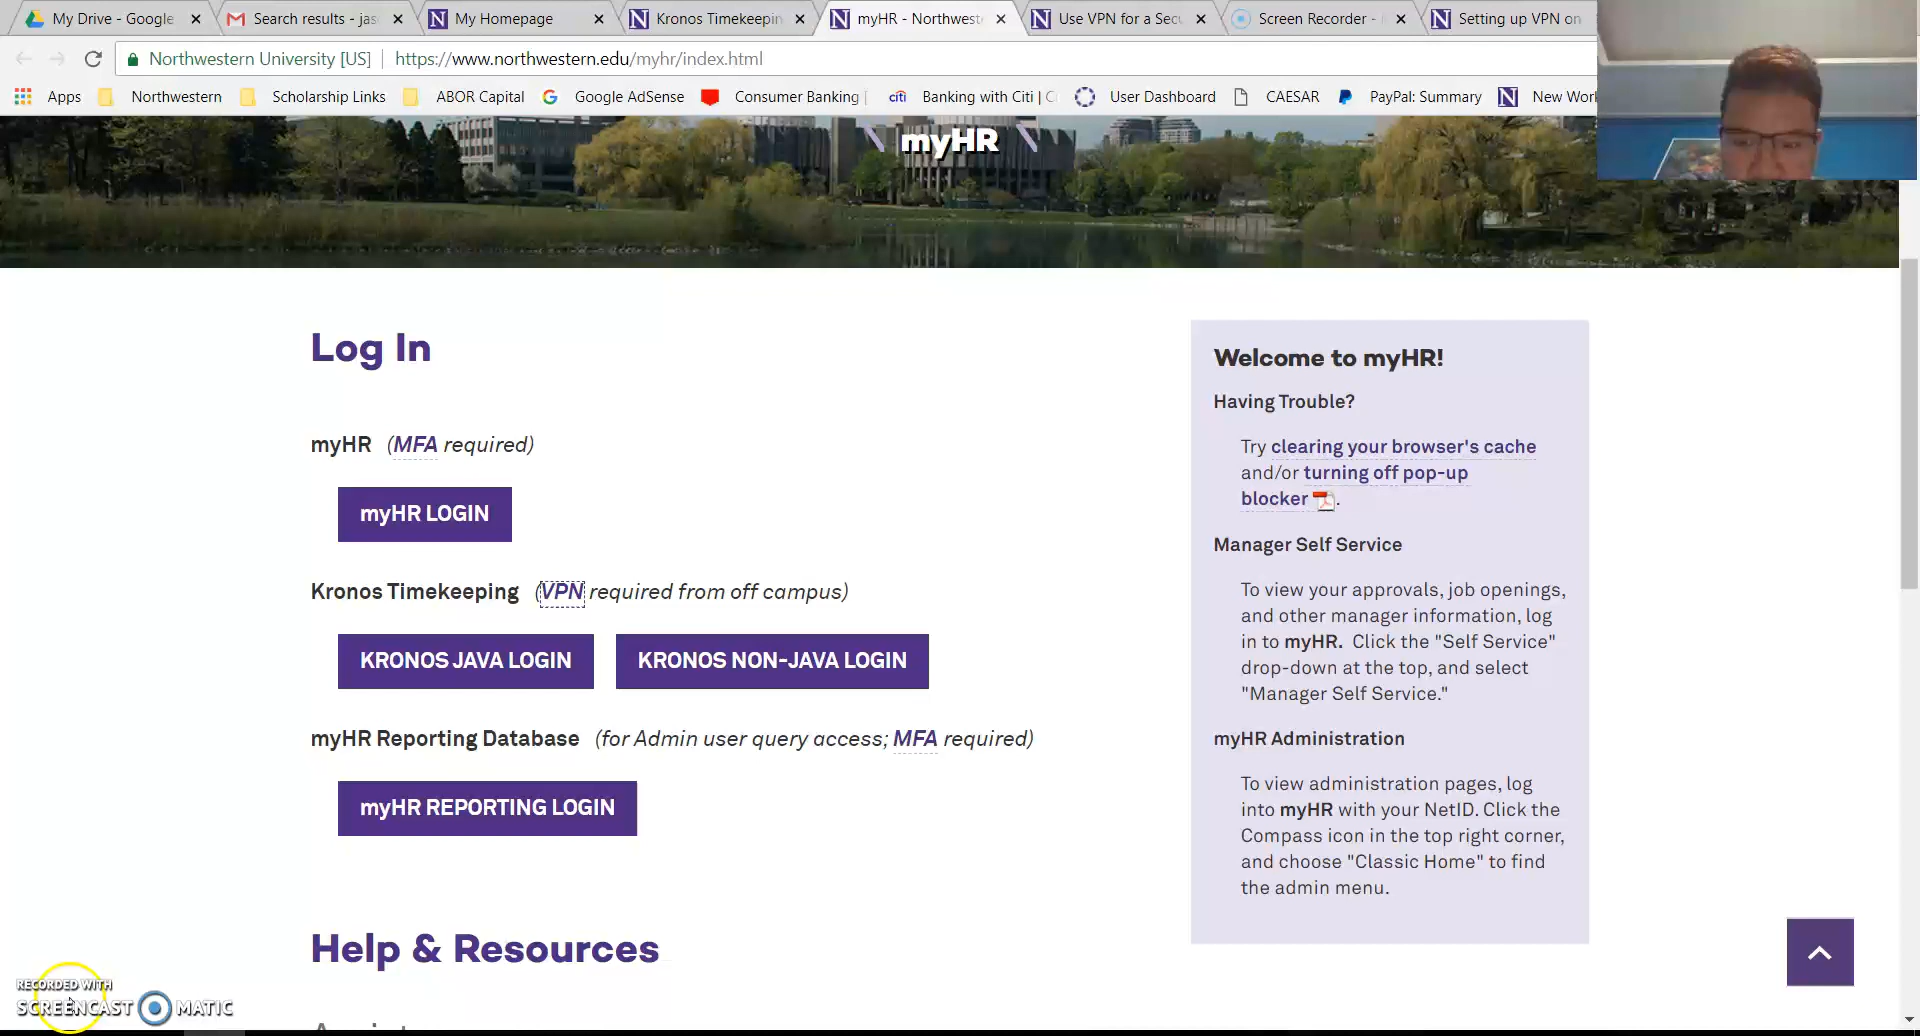 My Drive - Google
Search results - jas
My Homepage
Kronos Timekeepin
myHR - Northwest
Use VPN for a Secu
Screen Recorder -
Setting up VPN on
Northwestern University [US]
https://www.northwestern.edu/myhr/index.html
Apps
Northwestern
Scholarship Links
ABOR Capital
Google AdSense
Consumer Banking |
citi
Banking with Citi | C
User Dashboard
CAESAR
PayPal: Summary
New Work
myHR
Log In
myHR (MFA required)
myHR LOGIN
Kronos Timekeeping (VPN required from off campus)
KRONOS JAVA LOGIN
KRONOS NON-JAVA LOGIN
myHR Reporting Database (for Admin user query access; MFA required)
myHR REPORTING LOGIN
Help & Resources
Welcome to myHR!
Having Trouble?
Try clearing your browser's cache
and/or turning off pop-up
blocker .
Manager Self Service
To view your approvals, job openings,
and other manager information, log
in to myHR. Click the "Self Service"
drop-down at the top, and select
"Manager Self Service."
myHR Administration
To view administration pages, log
into myHR with your NetID. Click the
Compass icon in the top right corner,
and choose "Classic Home" to find
the admin menu.
RECORDED WITH
SCREENCAST MATIC